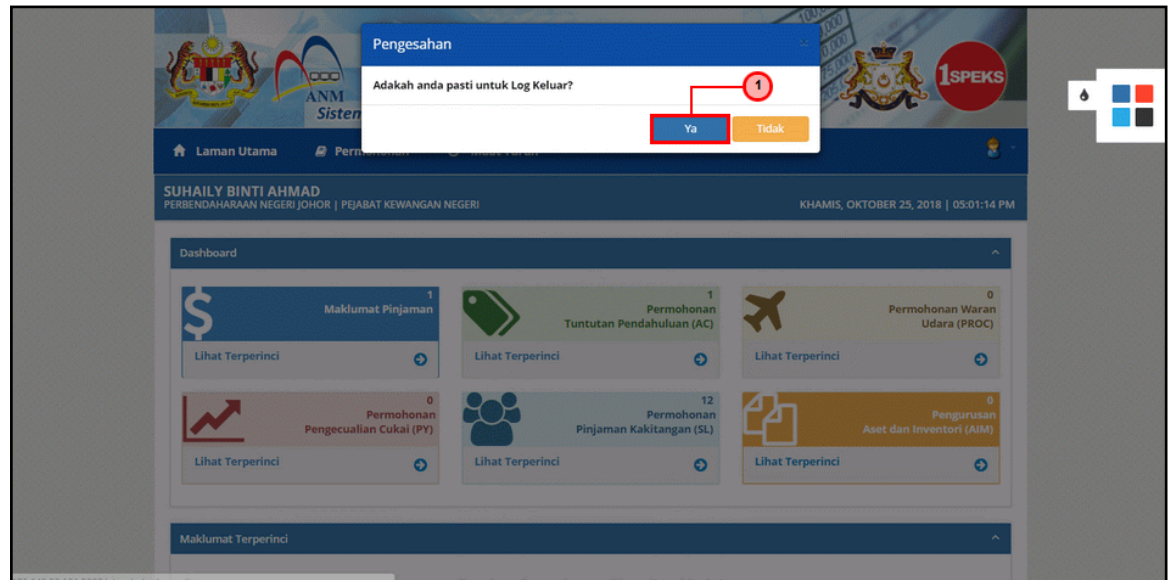 Pengesahan
Adakah anda pasti untuk Log Keluar?
1
Ya
Tidak
ANM
Sistem
1SPEKS
Laman Utama
Permohonan
Muat Turun
SUHAILY BINTI AHMAD
PERBENDAHARAAN NEGERI JOHOR | PEJABAT KEWANGAN NEGERI
KHAMIS, OKTOBER 25, 2018 | 05:01:14 PM
Dashboard
1
Maklumat Pinjaman
Lihat Terperinci
1
Permohonan
Tuntutan Pendahuluan (AC)
Lihat Terperinci
0
Permohonan Waran
Udara (PROC)
Lihat Terperinci
0
Permohonan
Pengecualian Cukai (PY)
Lihat Terperinci
12
Permohonan
Pinjaman Kakitangan (SL)
Lihat Terperinci
0
Pengurusan
Aset dan Inventori (AIM)
Lihat Terperinci
Maklumat Terperinci